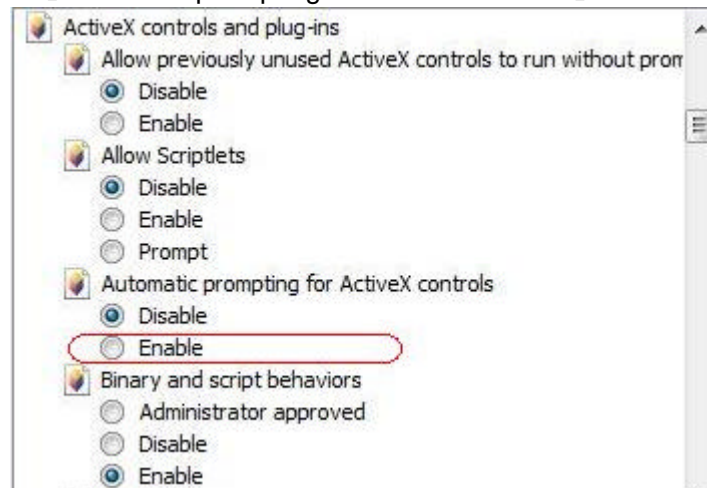 ActiveX controls and plug-ins
Allow previously unused ActiveX controls to run without
Disable
Enable
Allow Scriptlets
Disable
Enable
Prompt
Automatic prompting for ActiveX controls
Disable
Enable
Binary and script behaviors
Administrator approved
Disable
Enable